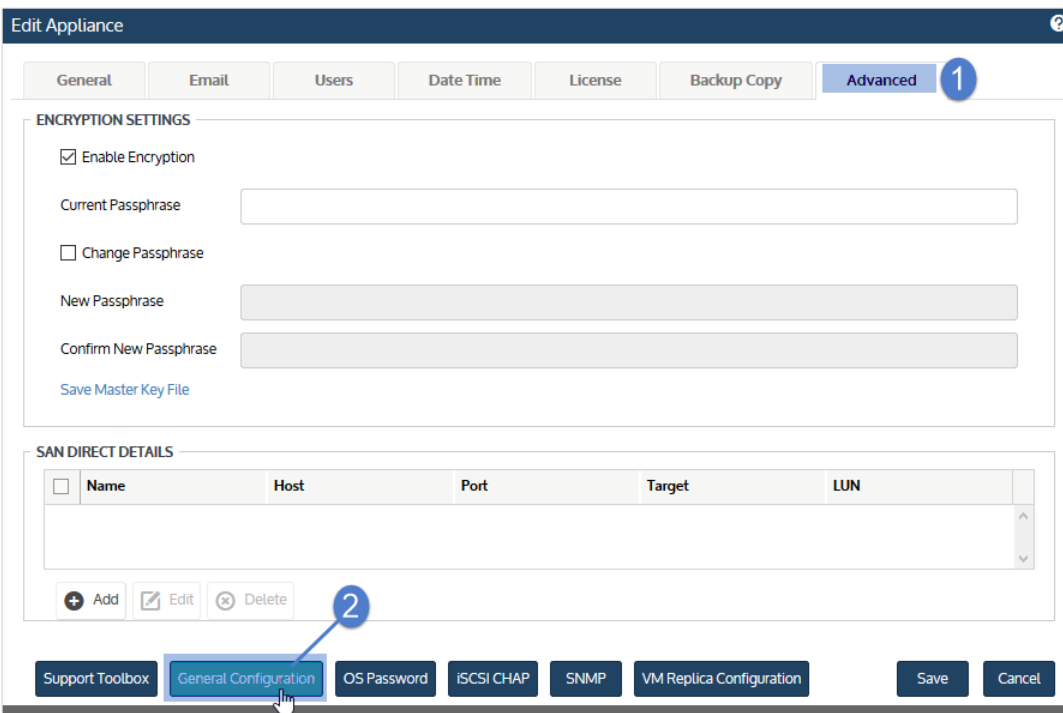 Edit Appliance ?
General Email Users Date Time License Backup Copy Advanced 1
ENCRYPTION SETTINGS
Enable Encryption
Current Passphrase
Change Passphrase
New Passphrase
Confirm New Passphrase
Save Master Key File
SAN DIRECT DETAILS
Name Host Port Target LUN
Add Edit Delete 2
Support Toolbox General Configuration OS Password iSCSI CHAP SNMP VM Replica Configuration Save Cancel